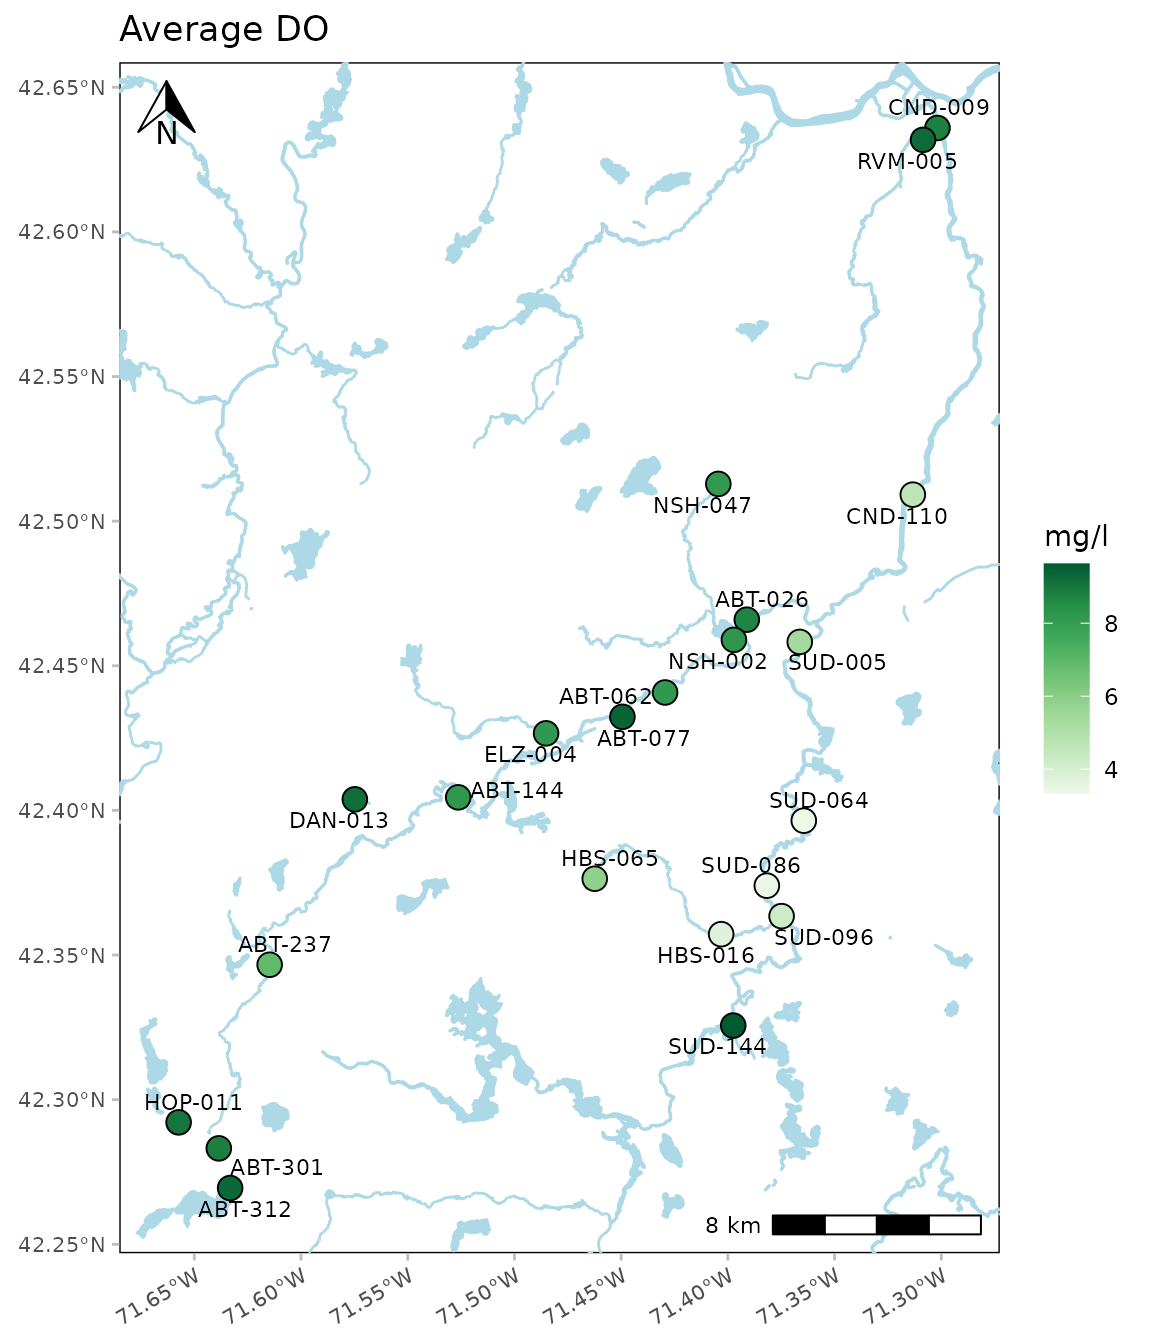 Average DO
42.65°N
N
CND-009
RVM-005
42.60°N
42.55°N
NSH-047
CND-110
42.50°N
mg/l
ABT-026
8
NSH-002
SUD-005
42.45°N
ABT-062
6
ABT-077
ELZ-004
4
ABT-144
SUD-064
42.40°N
DAN-013
HBS-065
SUD-086
ABT-237
SUD-096
42.35°N
HBS-016
SUD-144
42.30°N
HOP-011
ABT-301
ABT-312
8 km
42.25°N
71.65°W
71.60°W
71.55°W
71.50°W
71.45°W
71.40°W
71.35°W
71.30°W